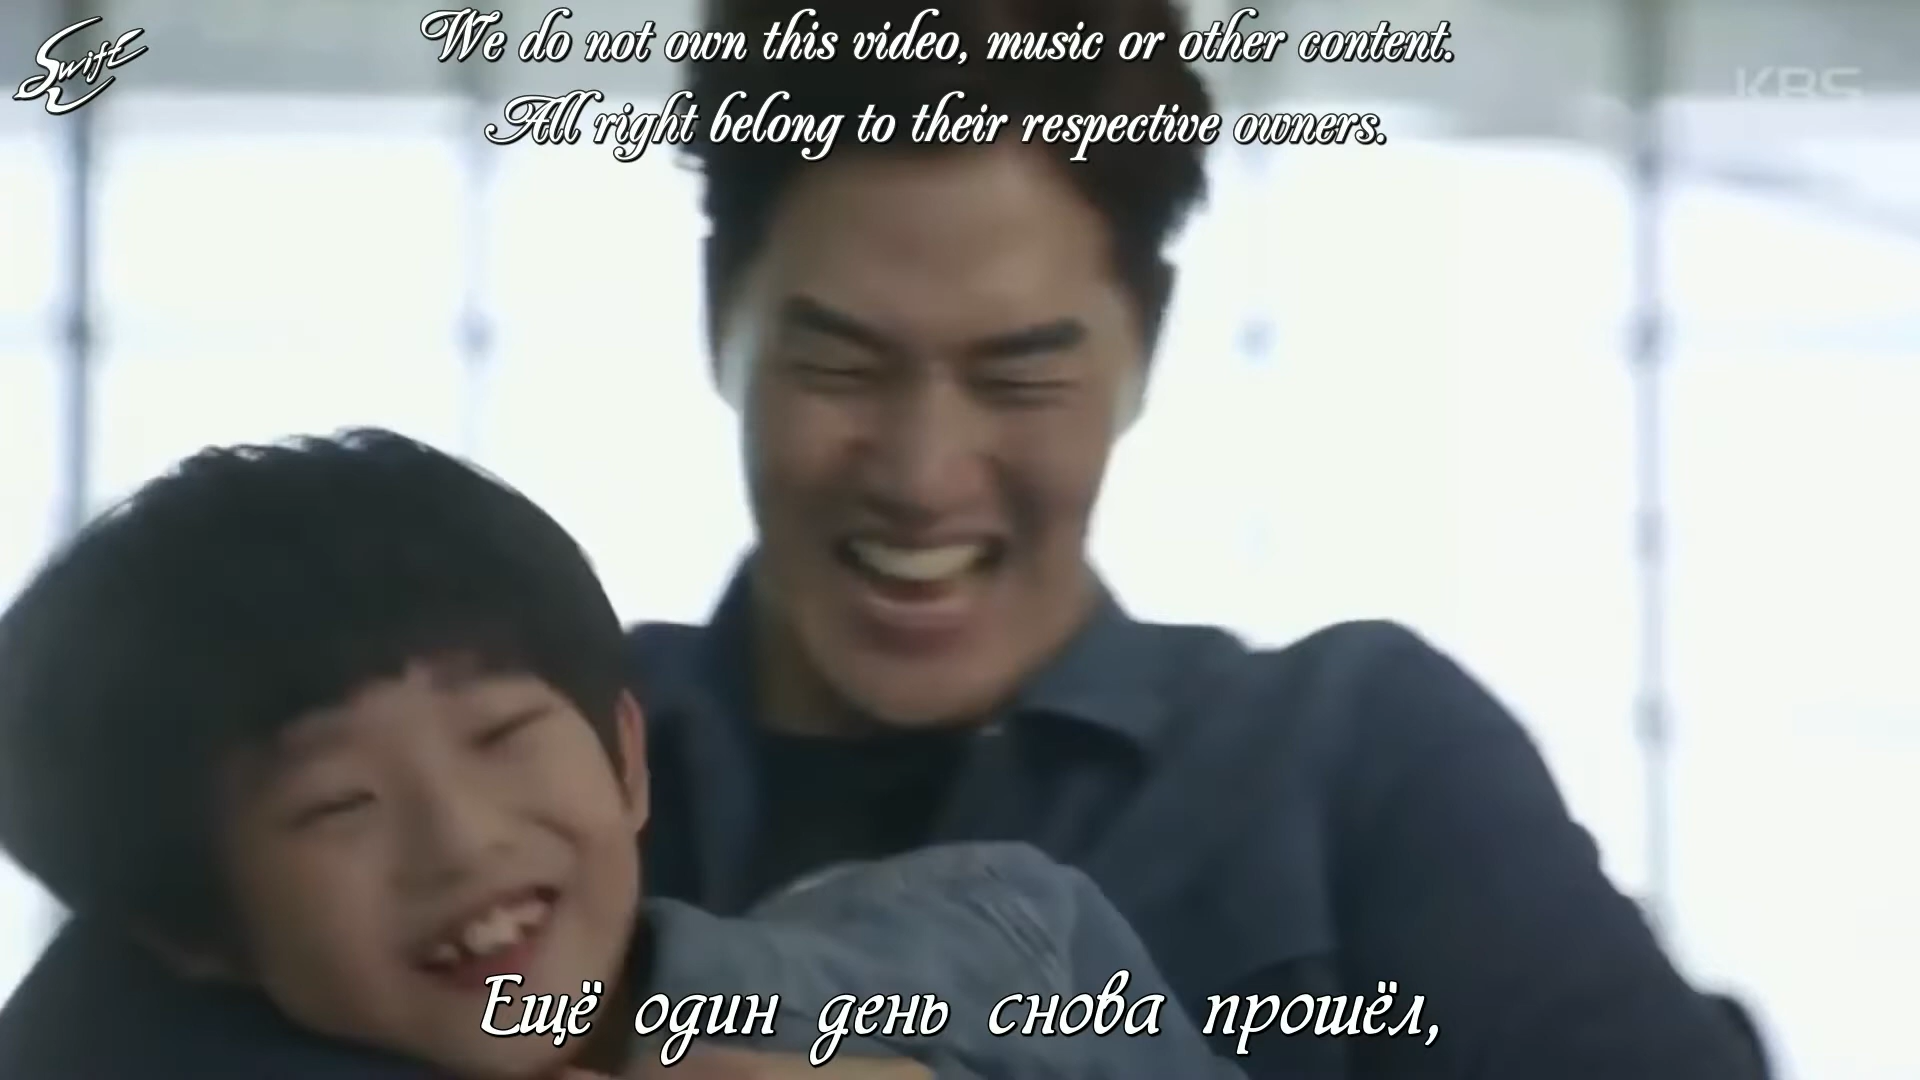 Swift
We do not own this video, music or other content.
KBS
All right belong to their respective owners.
Ещё один день снова прошёл,